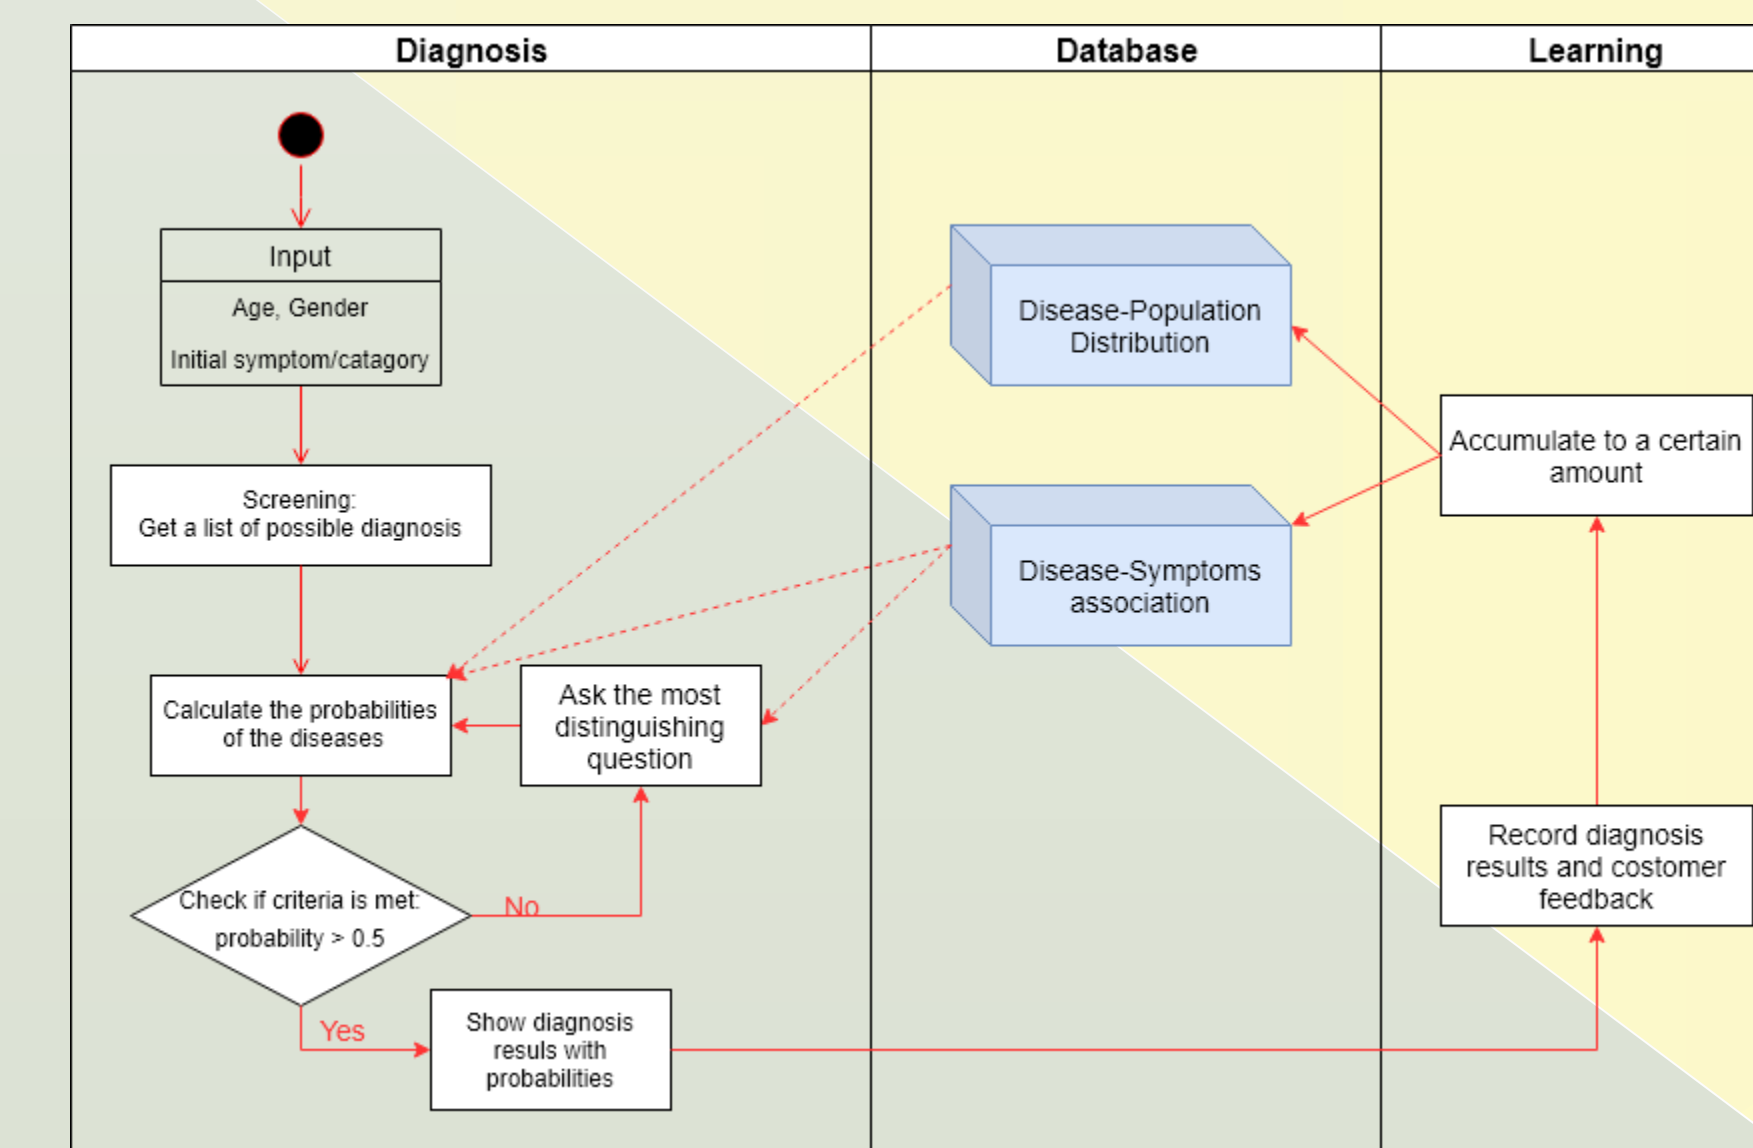 Diagnosis
Database
Learning
Input
Age, Gender
Initial symptom/catagory
Screening:
Get a list of possible diagnosis
Calculate the probabilities
of the diseases
Ask the most
distinguishing
question
Check if criteria is met:
probability > 0.5
No
Yes
Show diagnosis
resuls with
probabilities
Disease-Population
Distribution
Disease-Symptoms
association
Accumulate to a certain
amount
Record diagnosis
results and costomer
feedback